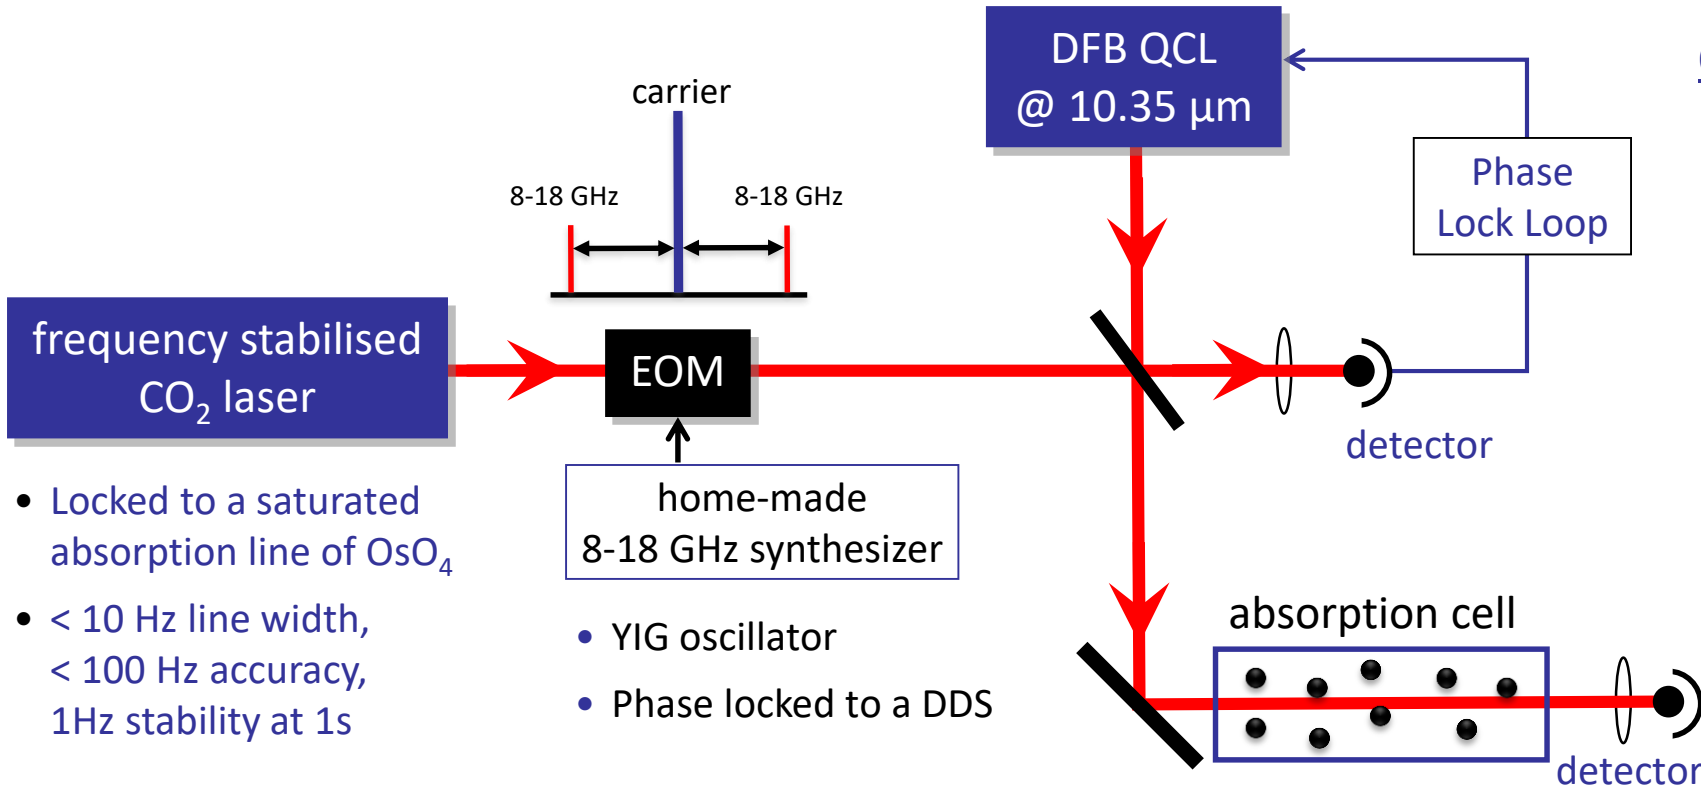 DFB QCL
@ 10.35 µm
carrier
8-18 GHz
8-18 GHz
Phase
Lock Loop
frequency stabilised
CO₂ laser
EOM
detector
• Locked to a saturated
absorption line of OsO₄
• < 10 Hz line width,
< 100 Hz accuracy,
1Hz stability at 1s
home-made
8-18 GHz synthesizer
• YIG oscillator
• Phase locked to a DDS
absorption cell
detector